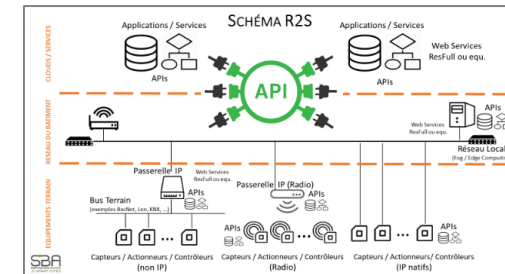 SCHÉMA R2S
Applications / Services
APIs
Applications / Services
Web Services
ResFull ou equ.
APIs
API
CLOUDS / SERVICES
RESEAU DU BATIMENT
Web Services
ResFull ou equ.
APIs
Réseau Local
(Fog / Edge Computin
EQUIPEMENTS TERRAIN
Passerelle IP
Web Services
ResFull ou equ.
APIs
Bus Terrain
(exemples BacNet, Lon, KNX, ...)
Passerelle IP (Radio)
APIs
...
APIs
...
...
APIs
Capteurs / Actionneurs / Contrôleurs
(non IP)
Capteurs / Actionneurs / Contrôleurs
(Radio)
Capteurs / Actionneurs / Contrôleurs
(IP natifs)
SBA